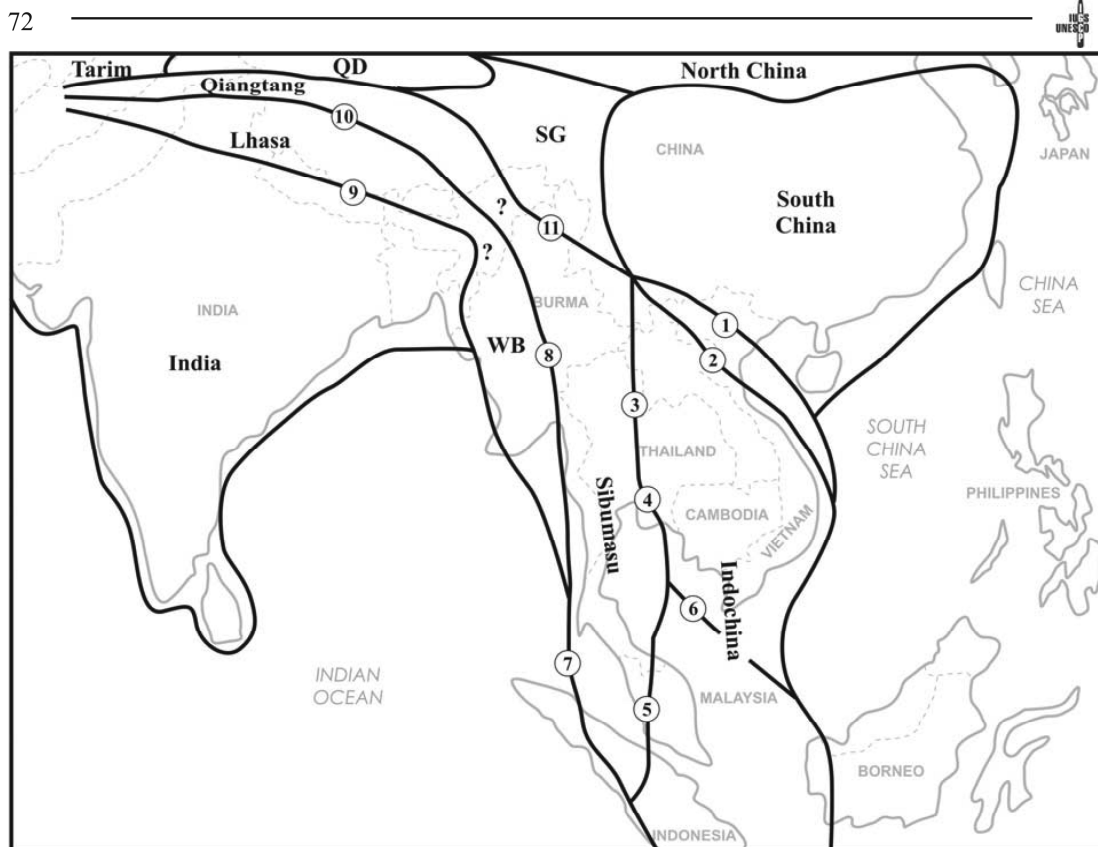 72
IUGS
UNESCO
Tarim
QD
North China
Qiangtang
10
Lhasa
SG
CHINA
JAPAN
9
South
China
?
11
?
CHINA
SEA
INDIA
BURMA
1
India
WB
8
2
3
THAILAND
SOUTH
CHINA
SEA
Sibumasu
4
CAMBODIA
VIETNAM
PHILIPPINES
Indochina
6
INDIAN
OCEAN
7
MALAYSIA
5
BORNEO
INDONESIA